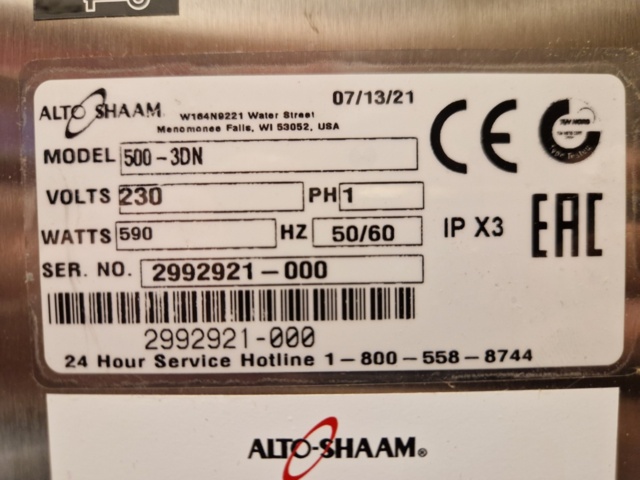 ALTO SHAAM
07/13/21
W164N9221 Water Street
Menomonee Falls, WI 53052, USA
CE
MODEL 500-3DN
VOLTS 230 PH 1
WATTS 590 HZ 50/60 IP X3
EAC
SER. NO. 2992921-000
2992921-000
24 Hour Service Hotline 1-800-558-8744
ALTO-SHAAM®